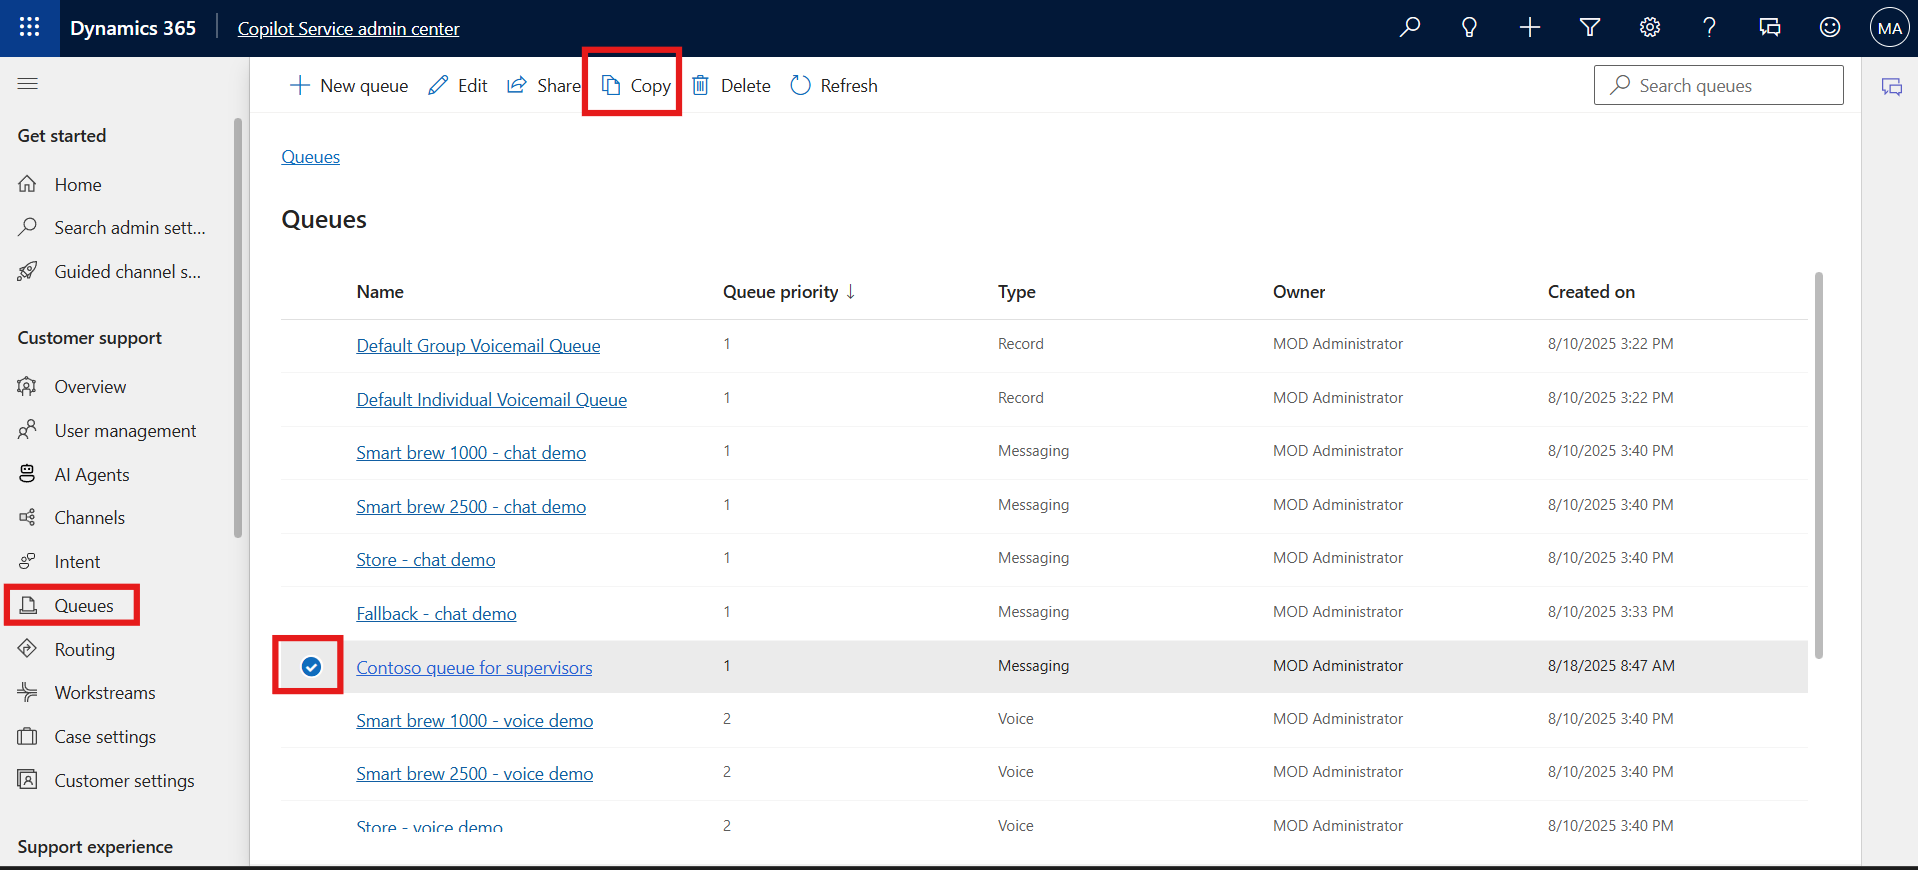 Dynamics 365 Copilot Service admin center MA
New queue Edit Share Copy Delete Refresh Search queues
Get started
Home
Search admin sett...
Guided channel s...
Customer support
Overview
User management
AI Agents
Channels
Intent
Queues
Routing
Workstreams
Case settings
Customer settings
Support experience
Queues
Queues
Name Queue priority ↓ Type Owner Created on
Default Group Voicemail Queue 1 Record MOD Administrator 8/10/2025 3:22 PM
Default Individual Voicemail Queue 1 Record MOD Administrator 8/10/2025 3:22 PM
Smart brew 1000 - chat demo 1 Messaging MOD Administrator 8/10/2025 3:40 PM
Smart brew 2500 - chat demo 1 Messaging MOD Administrator 8/10/2025 3:40 PM
Store - chat demo 1 Messaging MOD Administrator 8/10/2025 3:40 PM
Fallback - chat demo 1 Messaging MOD Administrator 8/10/2025 3:33 PM
Contoso queue for supervisors 1 Messaging MOD Administrator 8/18/2025 8:47 AM
Smart brew 1000 - voice demo 2 Voice MOD Administrator 8/10/2025 3:40 PM
Smart brew 2500 - voice demo 2 Voice MOD Administrator 8/10/2025 3:40 PM
Store - voice demo 2 Voice MOD Administrator 8/10/2025 3:40 PM